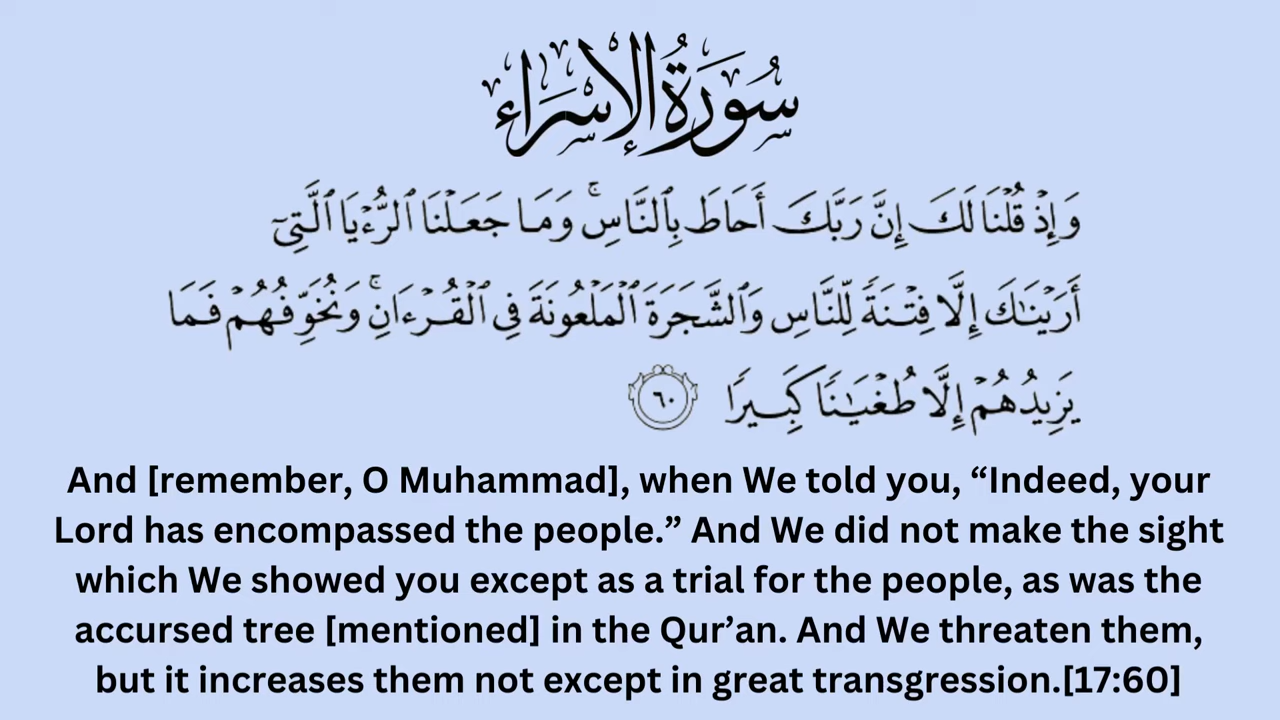 سُورَةُ الإِسْرَاءِ
وَإِذْ قُلْنَا لَكَ إِنَّ رَبَّكَ أَحَاطَ بِٱلنَّاسِ ۚ وَمَا جَعَلْنَا ٱلرُّءْيَا ٱلَّتِىٓ
أَرَيْنَـٰكَ إِلَّا فِتْنَةً لِّلنَّاسِ وَٱلشَّجَرَةَ ٱلْمَلْعُونَةَ فِى ٱلْقُرْءَانِ ۚ وَنُخَوِّفُهُمْ فَمَا
يَزِيدُهُمْ إِلَّا طُغْيَـٰنًا كَبِيرًا ٦٠
And [remember, O Muhammad], when We told you, “Indeed, your
Lord has encompassed the people.” And We did not make the sight
which We showed you except as a trial for the people, as was the
accursed tree [mentioned] in the Qur’an. And We threaten them,
but it increases them not except in great transgression.[17:60]